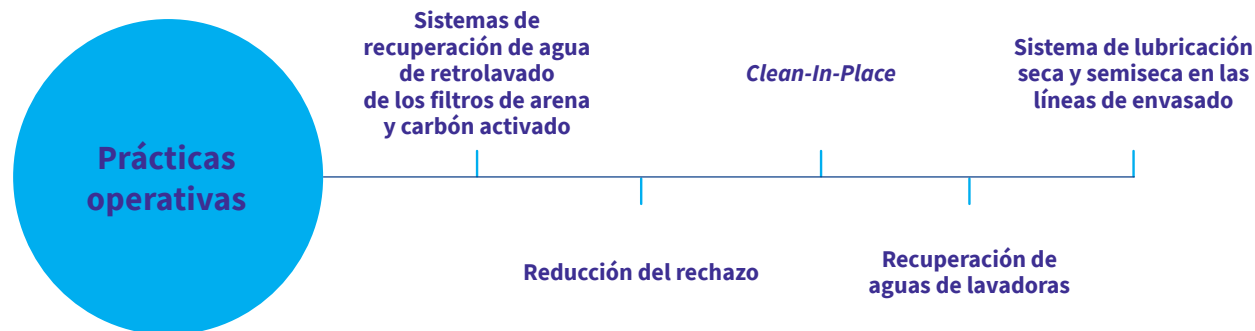 Prácticas
operativas
Sistemas de
recuperación de agua
de retrolavado
de los filtros de arena
y carbón activado
Reducción del rechazo
Clean-In-Place
Recuperación de
aguas de lavadoras
Sistema de lubricación
seca y semiseca en las
líneas de envasado